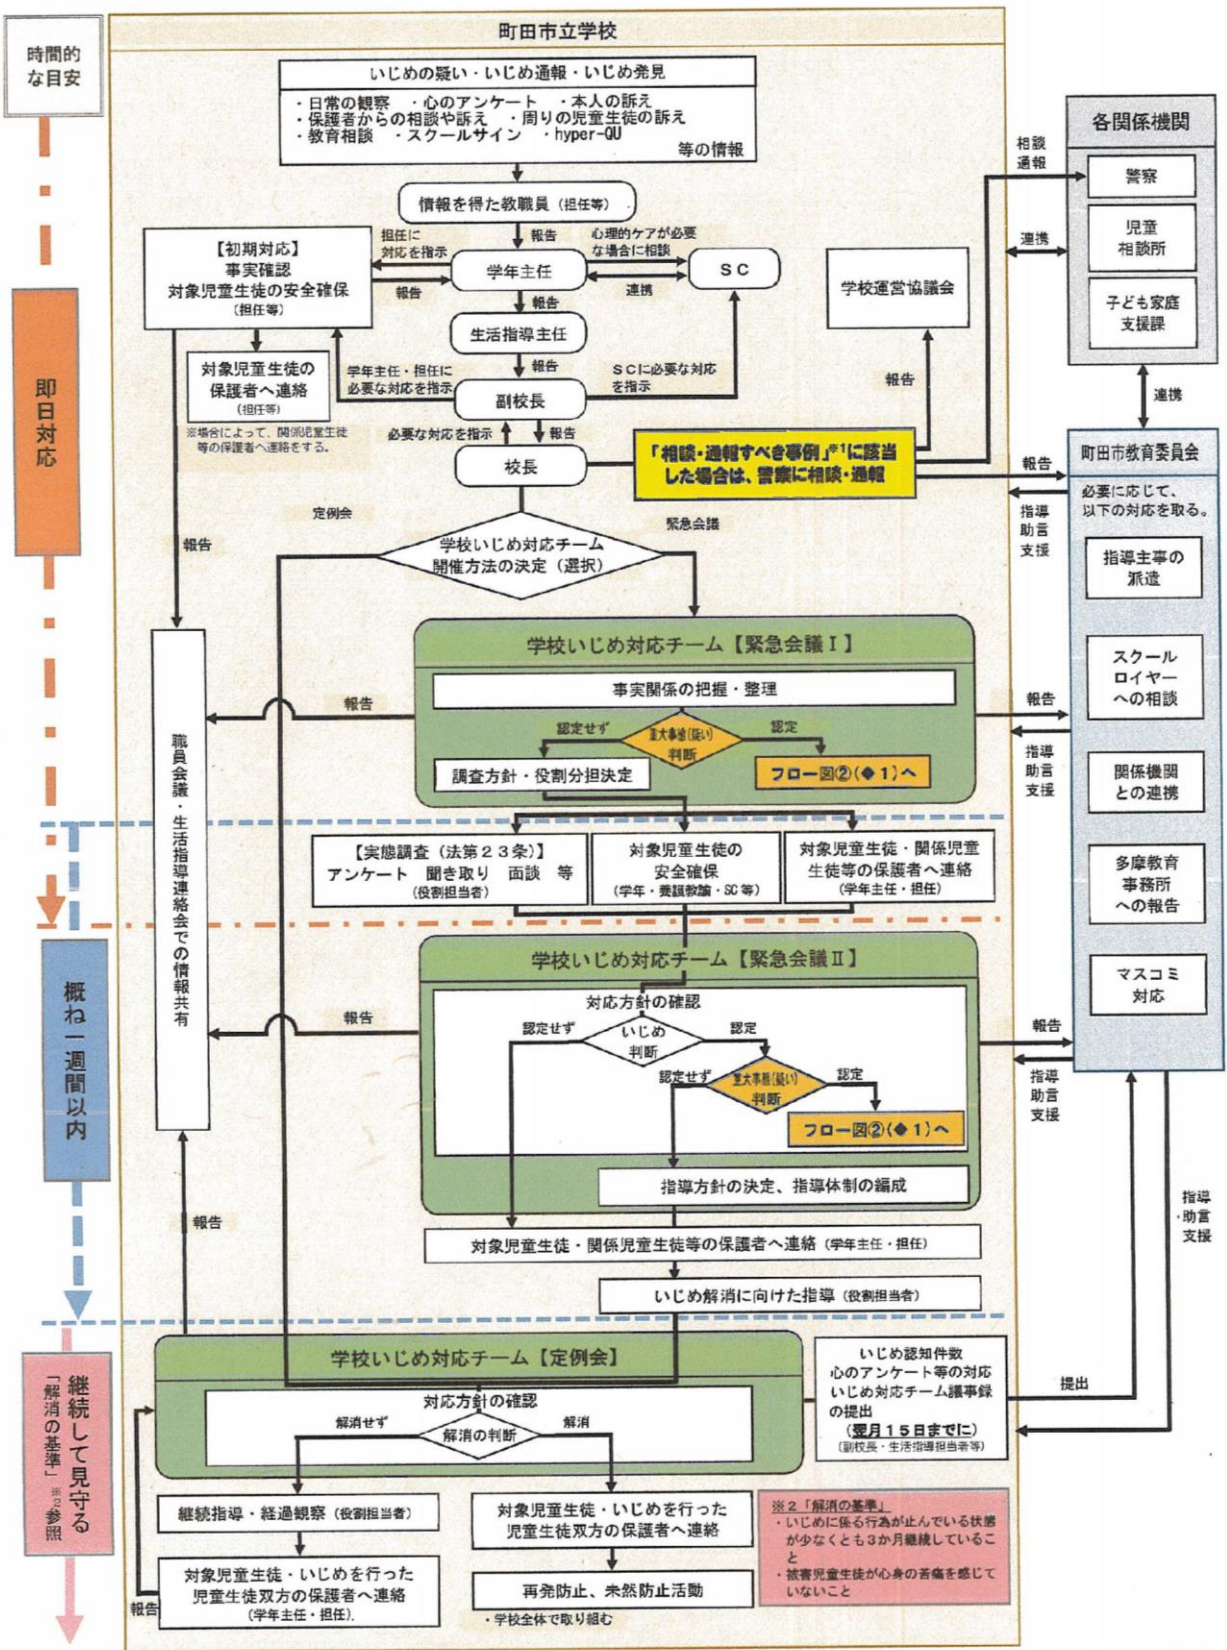 町田市立学校
時間的
な目安
いじめの疑い・いじめ通報・いじめ発見
・日常の観察 ・心のアンケート ・本人の訴え
・保護者からの相談や訴え ・周りの児童生徒の訴え
・教育相談 ・スクールサイン ・hyper-QU
等の情報
情報を得た教職員(担任等)
報告
担任に
対応を指示
心理的ケアが必要
な場合に相談
【初期対応】
事実確認
対象児童生徒の安全確保
(担任等)
学年主任
報告
連携
SC
報告
生活指導主任
対象児童生徒の
保護者へ連絡
(担任等)
※場合によって、関係児童生徒
等の保護者へ連絡をする。
学年主任・担任に
必要な対応を指示
報告
SCに必要な対応
を指示
副校長
必要な対応を指示
報告
校長
「相談・通報すべき事例」※1に該当
した場合は、警察に相談・通報
学校運営協議会
報告
相談
通報
連携
各関係機関
警察
児童
相談所
子ども家庭
支援課
連携
即日対応
報告
指導
助言
支援
町田市教育委員会
必要に応じて、
以下の対応を取る。
指導主事の
派遣
スクール
ロイヤー
への相談
関係機関
との連携
多摩教育
事務所
への報告
マスコミ
対応
定例会
緊急会議
学校いじめ対応チーム
開催方法の決定(選択)
報告
学校いじめ対応チーム【緊急会議Ⅰ】
事実関係の把握・整理
報告
認定せず
重大事態(疑い)
判断
認定
調査方針・役割分担決定
フロー図②(◆1)へ
報告
指導
助言
支援
職員会議・生活指導連絡会での情報共有
【実態調査(法第23条)】
アンケート 聞き取り 面談 等
(役割担当者)
対象児童生徒の
安全確保
(学年・養護教諭・SC等)
対象児童生徒・関係児童
生徒等の保護者へ連絡
(学年主任・担任)
概ね一週間以内
学校いじめ対応チーム【緊急会議Ⅱ】
対応方針の確認
報告
認定せず
いじめ
判断
認定
認定せず
重大事態(疑い)
判断
認定
フロー図②(◆1)へ
指導方針の決定、指導体制の編成
報告
指導
助言
支援
対象児童生徒・関係児童生徒等の保護者へ連絡(学年主任・担任)
いじめ解消に向けた指導(役割担当者)
報告
指導
・助言
支援
継続して見守る
「解消の基準」※2参照
学校いじめ対応チーム【定例会】
対応方針の確認
解消せず
解消の判断
解消
いじめ認知件数
心のアンケート等の対応
いじめ対応チーム議事録
の提出
(翌月15日までに)
(副校長・生活指導担当者等)
提出
継続指導・経過観察(役割担当者)
対象児童生徒・いじめを行った
児童生徒双方の保護者へ連絡
(学年主任・担任).
報告
対象児童生徒・いじめを行った
児童生徒双方の保護者へ連絡
再発防止、未然防止活動
・学校全体で取り組む
※2「解消の基準」
・いじめに係る行為が止んでいる状態
が少なくとも3か月継続しているこ
と
・被害児童生徒が心身の苦痛を感じて
いないこと